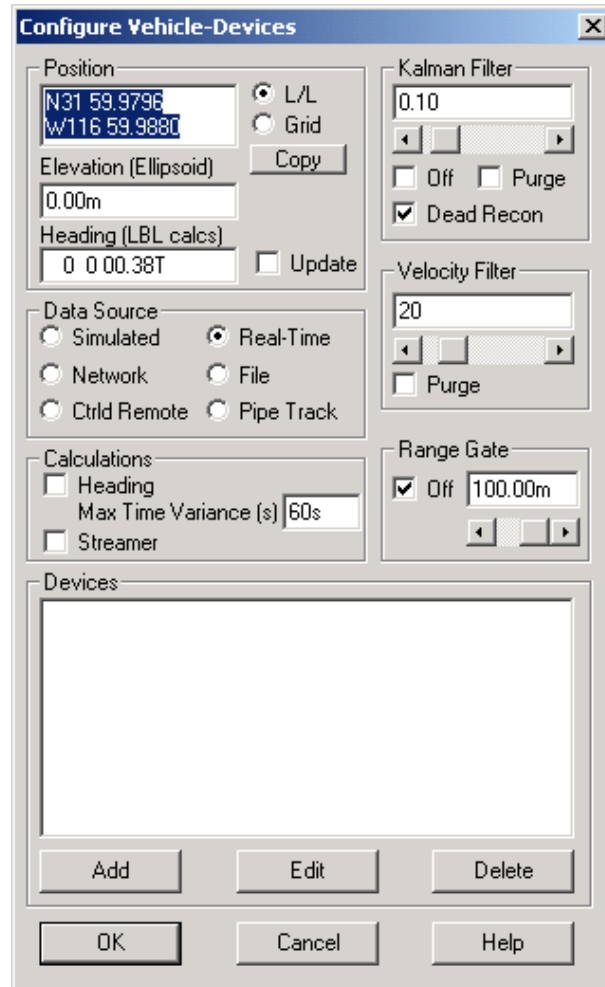 Configure Vehicle-Devices
Position
N31 59.9796
W116 59.9880
L/L
Grid
Copy
Elevation (Ellipsoid)
0.00m
Heading (LBL calcs)
0 0 00.38T
Update
Kalman Filter
0.10
Off
Purge
Dead Recon
Velocity Filter
20
Purge
Data Source
Simulated
Real-Time
Network
File
Ctrld Remote
Pipe Track
Calculations
Heading
Max Time Variance (s) 60s
Streamer
Range Gate
Off 100.00m
Devices
Add
Edit
Delete
OK
Cancel
Help